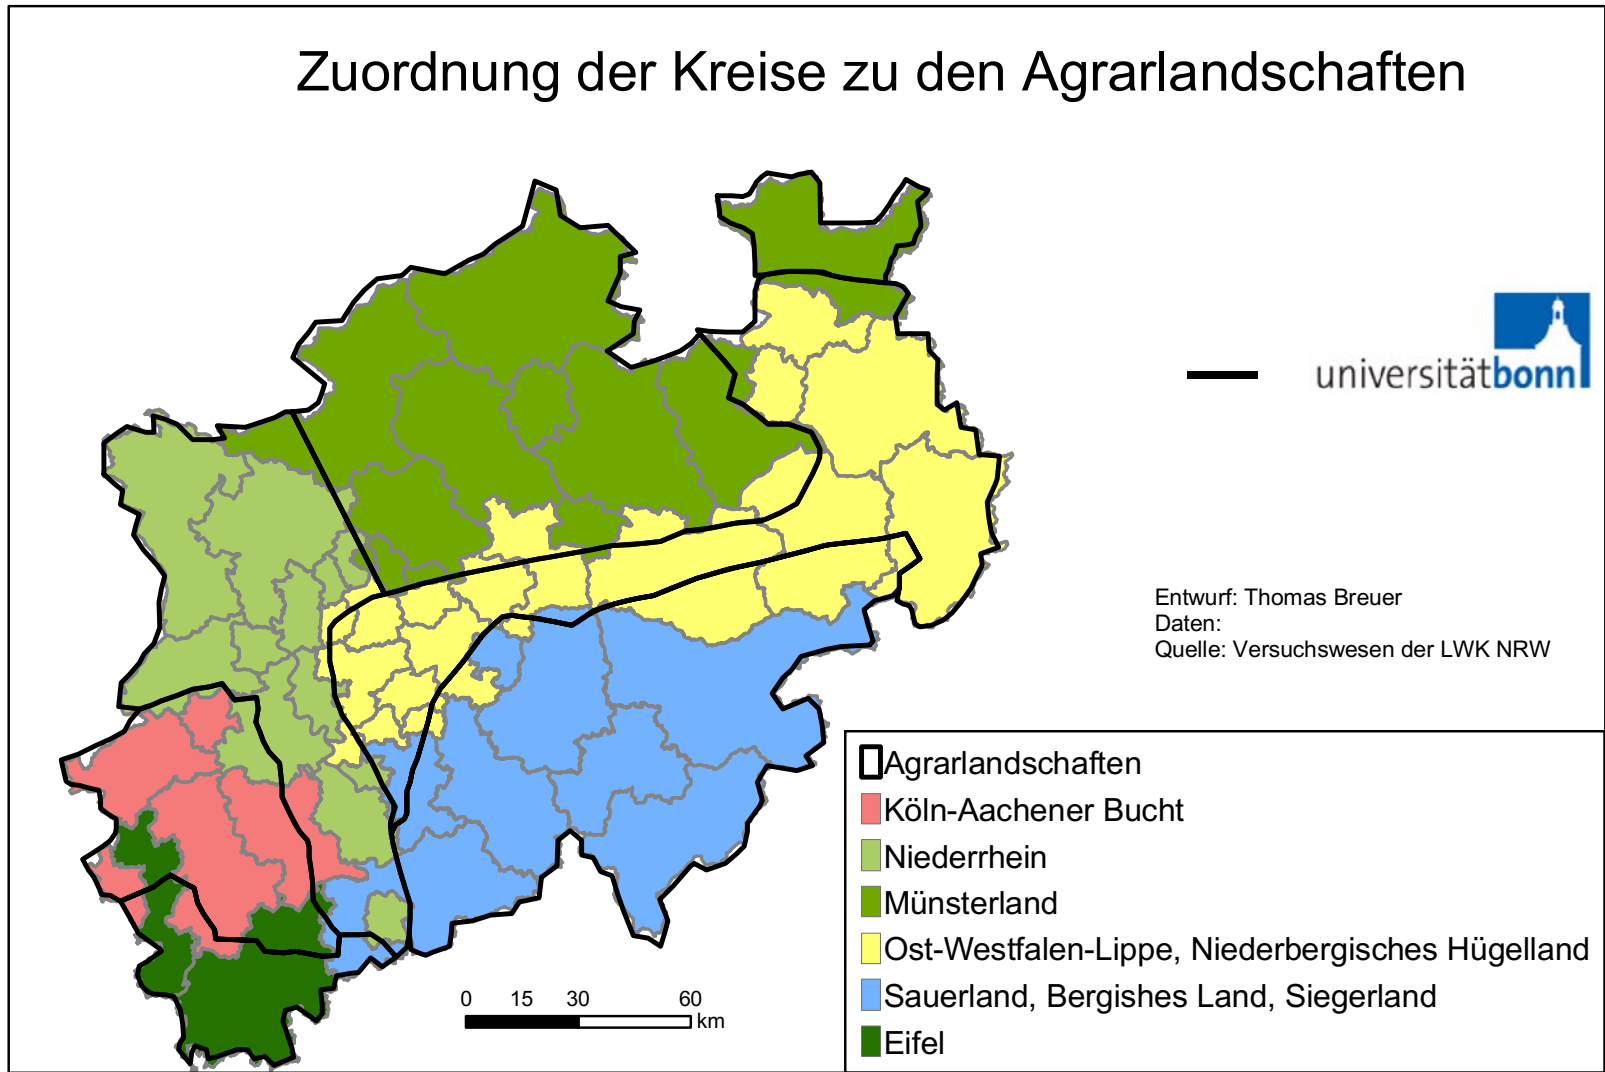 Zuordnung der Kreise zu den Agrarlandschaften
universitätbonn
Entwurf: Thomas Breuer
Daten:
Quelle: Versuchswesen der LWK NRW
Agrarlandschaften
Köln-Aachener Bucht
Niederrhein
Münsterland
Ost-Westfalen-Lippe, Niederbergisches Hügelland
Sauerland, Bergishes Land, Siegerland
Eifel
0 15 30 60
km